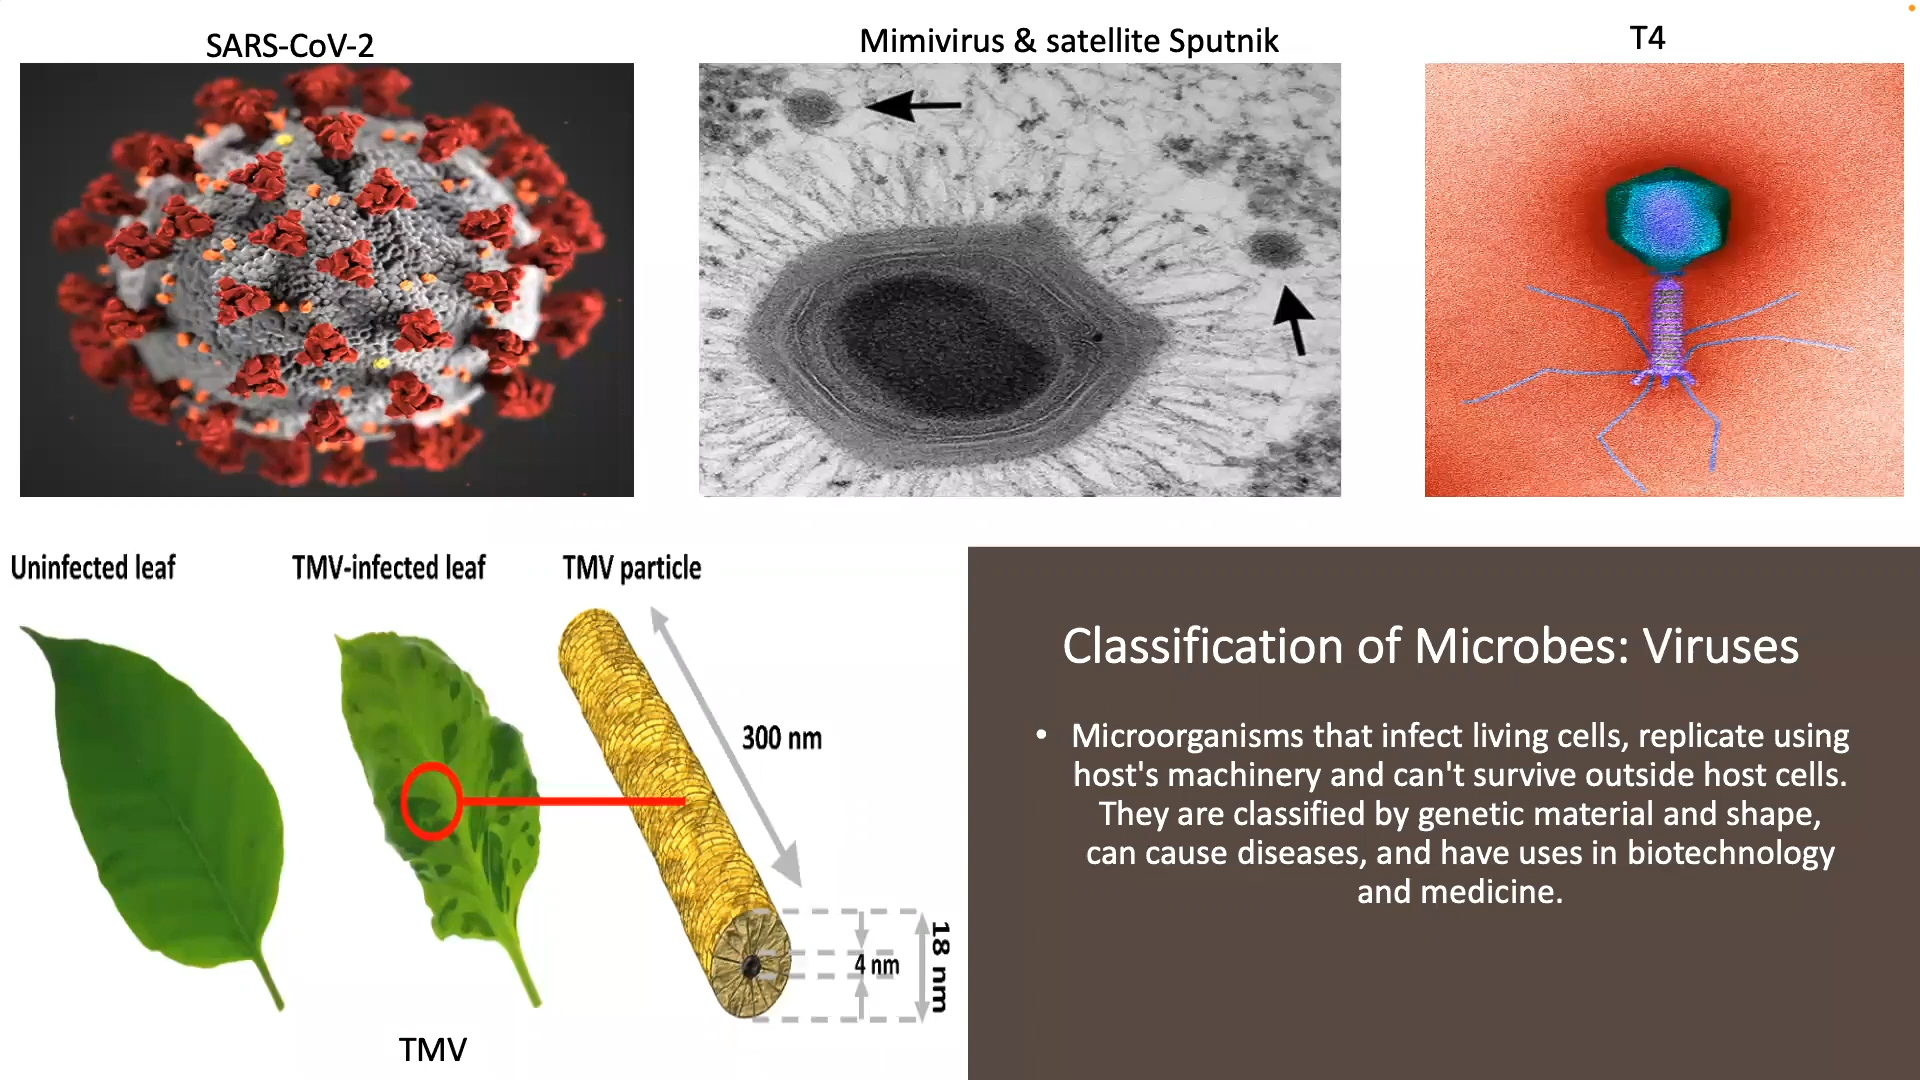 SARS-CoV-2
Mimivirus & satellite Sputnik
T4
Uninfected leaf
TMV-infected leaf
TMV particle
300 nm
4 nm
18 nm
TMV
Classification of Microbes: Viruses
• Microorganisms that infect living cells, replicate using
host's machinery and can't survive outside host cells.
They are classified by genetic material and shape,
can cause diseases, and have uses in biotechnology
and medicine.